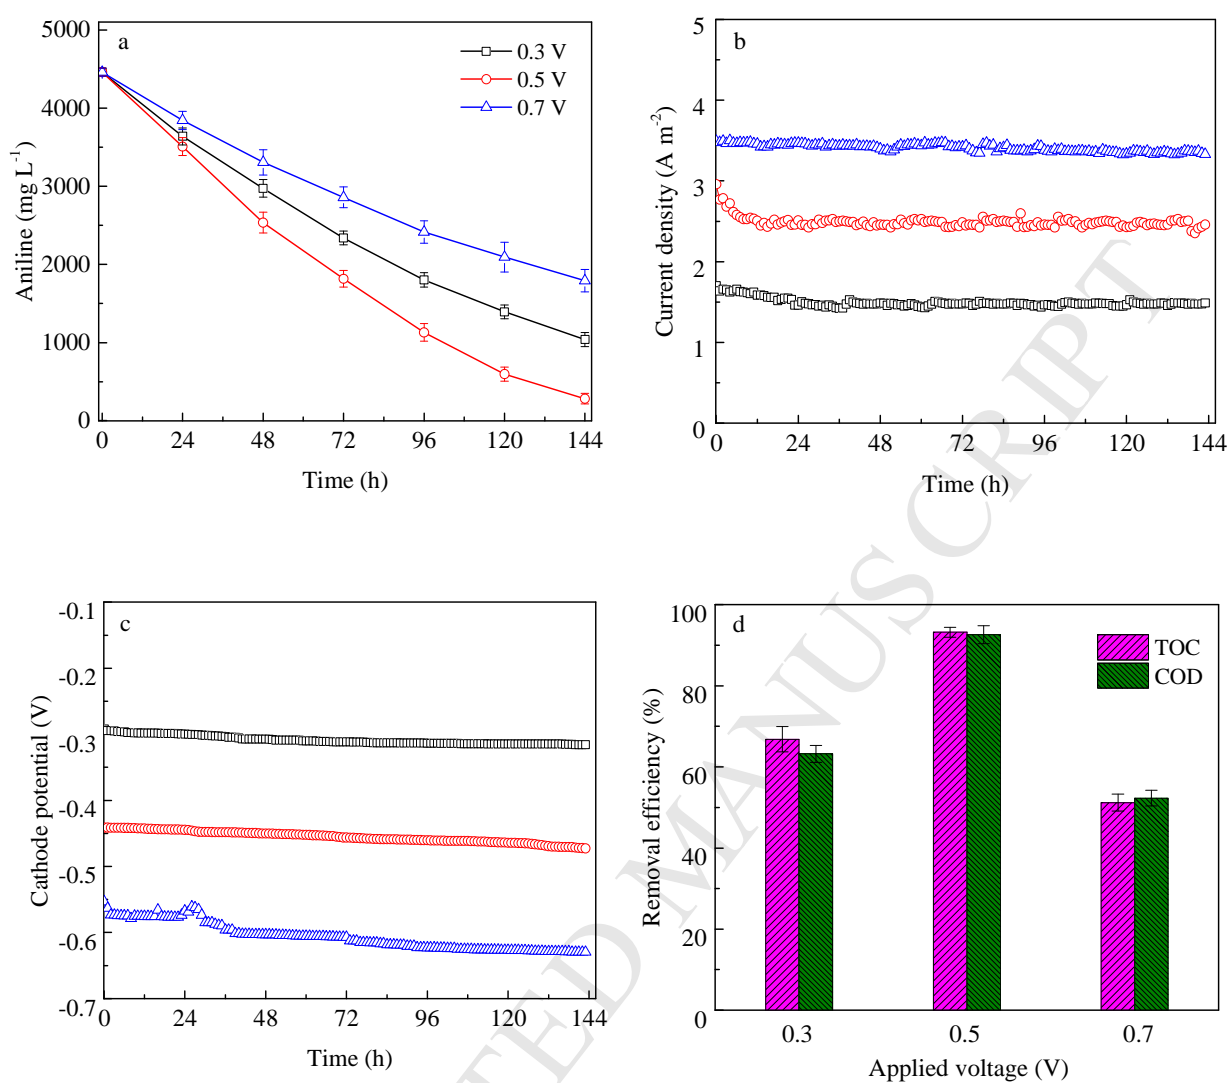 a
0.3 V
0.5 V
0.7 V
5000
4000
3000
2000
1000
0
Aniline (mg L⁻¹)
0 24 48 72 96 120 144
Time (h)
b
5
4
3
2
1
0
Current density (A m⁻²)
0 24 48 72 96 120 144
Time (h)
c
-0.1
-0.2
-0.3
-0.4
-0.5
-0.6
-0.7
Cathode potential (V)
0 24 48 72 96 120 144
Time (h)
d
TOC
COD
100
80
60
40
20
0
Removal efficiency (%)
0.3 0.5 0.7
Applied voltage (V)
TED MANUSCRIPT